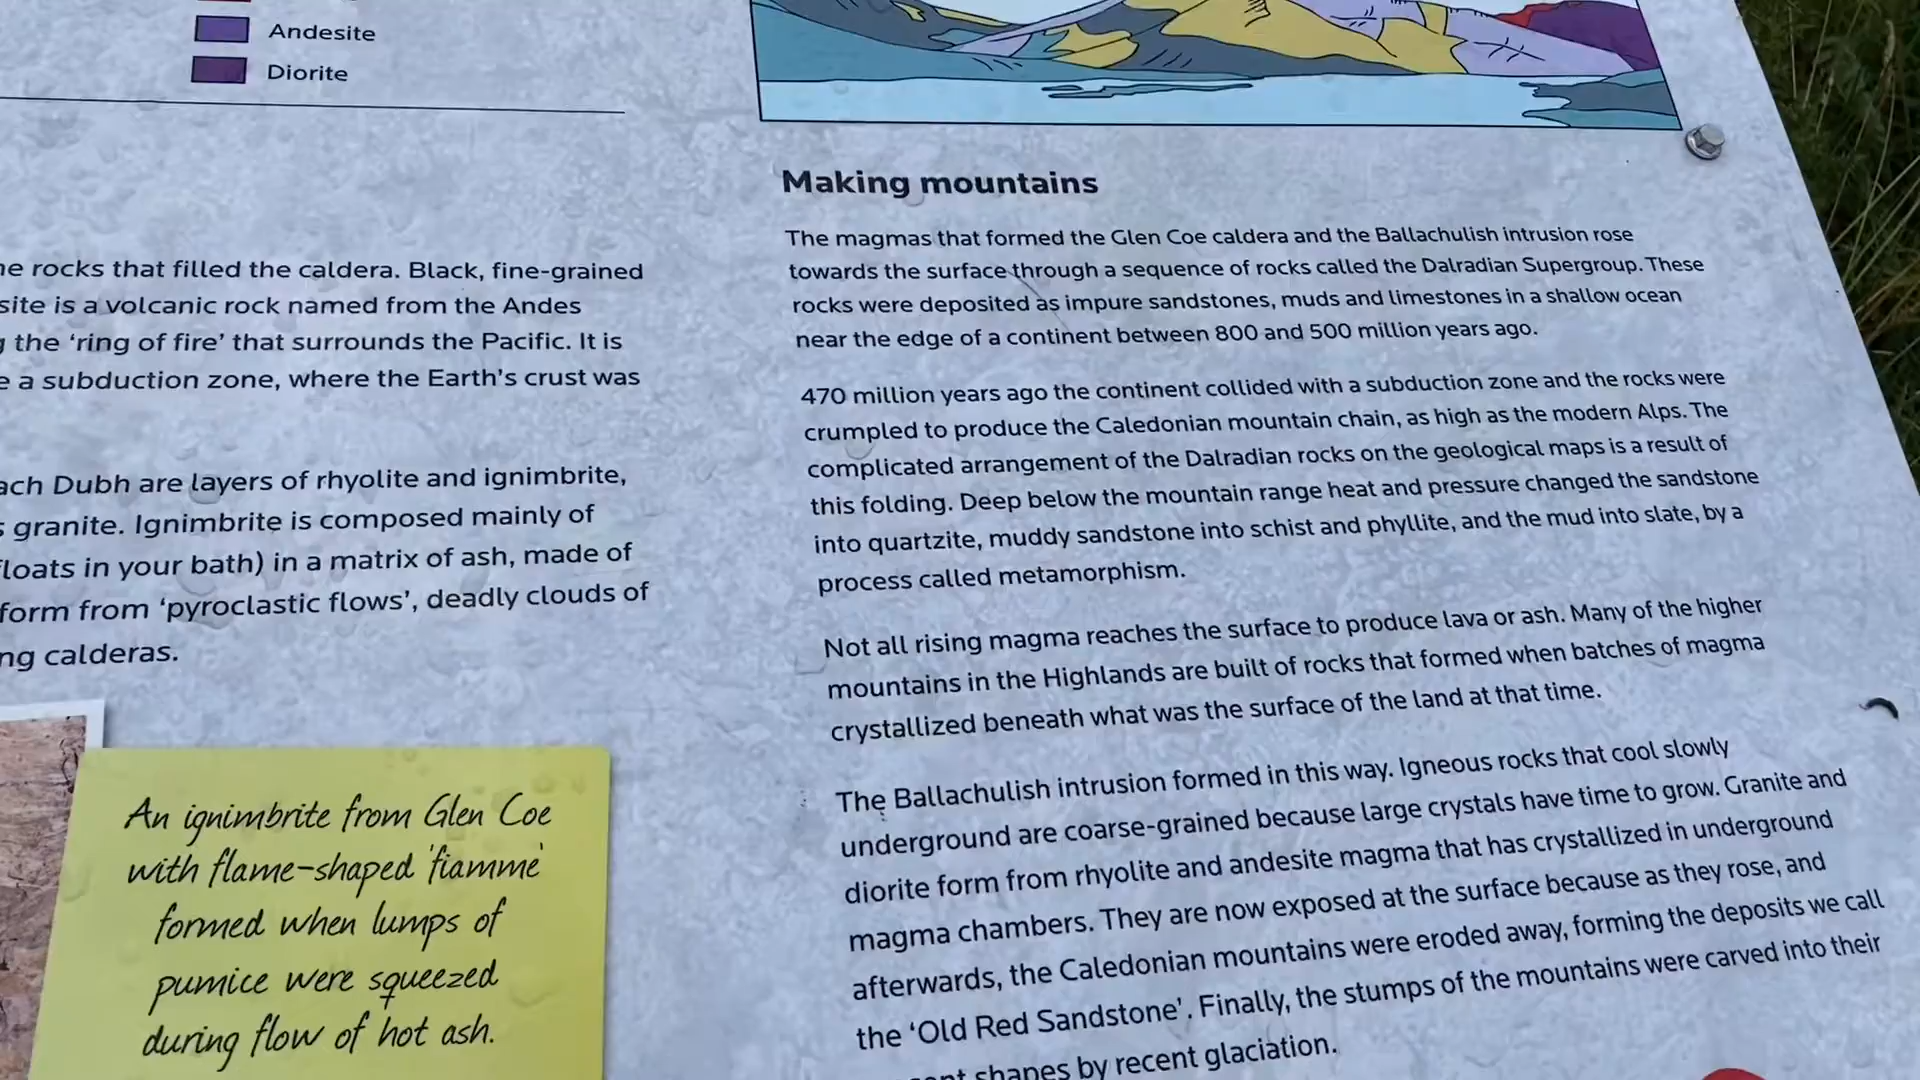 Andesite
Diorite
rocks that filled the caldera. Black, fine-grained
is a volcanic rock named from the Andes
the ‘ring of fire’ that surrounds the Pacific. It is
a subduction zone, where the Earth’s crust was
Dubh are layers of rhyolite and ignimbrite,
granite. Ignimbrite is composed mainly of
in your bath) in a matrix of ash, made of
form from ‘pyroclastic flows’, deadly clouds of
calderas.
An ignimbrite from Glen Coe
with flame-shaped 'fiamme'
formed when lumps of
pumice were squeezed
during flow of hot ash.
Making mountains
The magmas that formed the Glen Coe caldera and the Ballachulish intrusion rose
towards the surface through a sequence of rocks called the Dalradian Supergroup. These
rocks were deposited as impure sandstones, muds and limestones in a shallow ocean
near the edge of a continent between 800 and 500 million years ago.
470 million years ago the continent collided with a subduction zone and the rocks were
crumpled to produce the Caledonian mountain chain, as high as the modern Alps. The
complicated arrangement of the Dalradian rocks on the geological maps is a result of
this folding. Deep below the mountain range heat and pressure changed the sandstone
into quartzite, muddy sandstone into schist and phyllite, and the mud into slate, by a
process called metamorphism.
Not all rising magma reaches the surface to produce lava or ash. Many of the higher
mountains in the Highlands are built of rocks that formed when batches of magma
crystallized beneath what was the surface of the land at that time.
The Ballachulish intrusion formed in this way. Igneous rocks that cool slowly
underground are coarse-grained because large crystals have time to grow. Granite and
diorite form from rhyolite and andesite magma that has crystallized in underground
magma chambers. They are now exposed at the surface because as they rose, and
afterwards, the Caledonian mountains were eroded away, forming the deposits we call
the ‘Old Red Sandstone’. Finally, the stumps of the mountains were carved into their
shapes by recent glaciation.